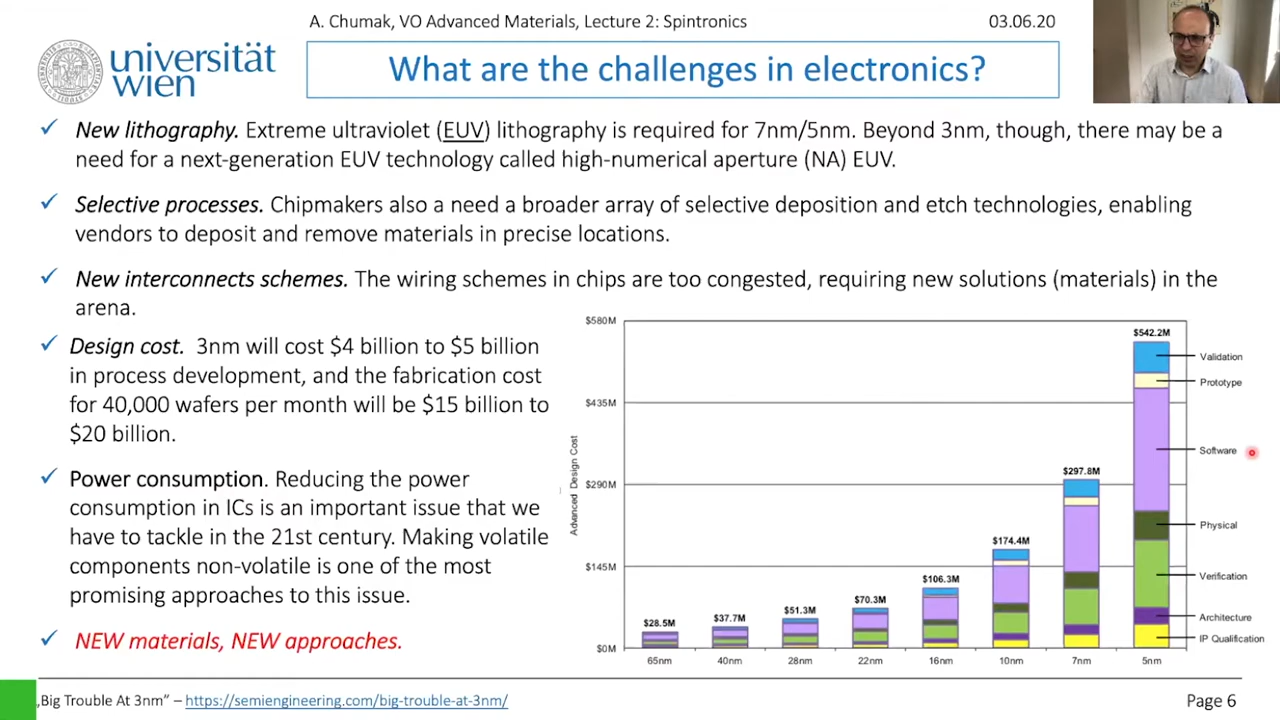 A. Chumak, VO Advanced Materials, Lecture 2: Spintronics
03.06.20
universität
wien
What are the challenges in electronics?
✓ New lithography. Extreme ultraviolet (EUV) lithography is required for 7nm/5nm. Beyond 3nm, though, there may be a
need for a next-generation EUV technology called high-numerical aperture (NA) EUV.
✓ Selective processes. Chipmakers also a need a broader array of selective deposition and etch technologies, enabling
vendors to deposit and remove materials in precise locations.
✓ New interconnects schemes. The wiring schemes in chips are too congested, requiring new solutions (materials) in the
arena.
✓ Design cost. 3nm will cost $4 billion to $5 billion
in process development, and the fabrication cost
for 40,000 wafers per month will be $15 billion to
$20 billion.
✓ Power consumption. Reducing the power
consumption in ICs is an important issue that we
have to tackle in the 21st century. Making volatile
components non-volatile is one of the most
promising approaches to this issue.
✓ NEW materials, NEW approaches.
Advanced Design Cost
$580M
$435M
$290M
$145M
$0M
$28.5M
$37.7M
$51.3M
$70.3M
$106.3M
$174.4M
$297.8M
$542.2M
65nm
40nm
28nm
22nm
16nm
10nm
7nm
5nm
Validation
Prototype
Software
Physical
Verification
Architecture
IP Qualification
„Big Trouble At 3nm” – https://semiengineering.com/big-trouble-at-3nm/
Page 6